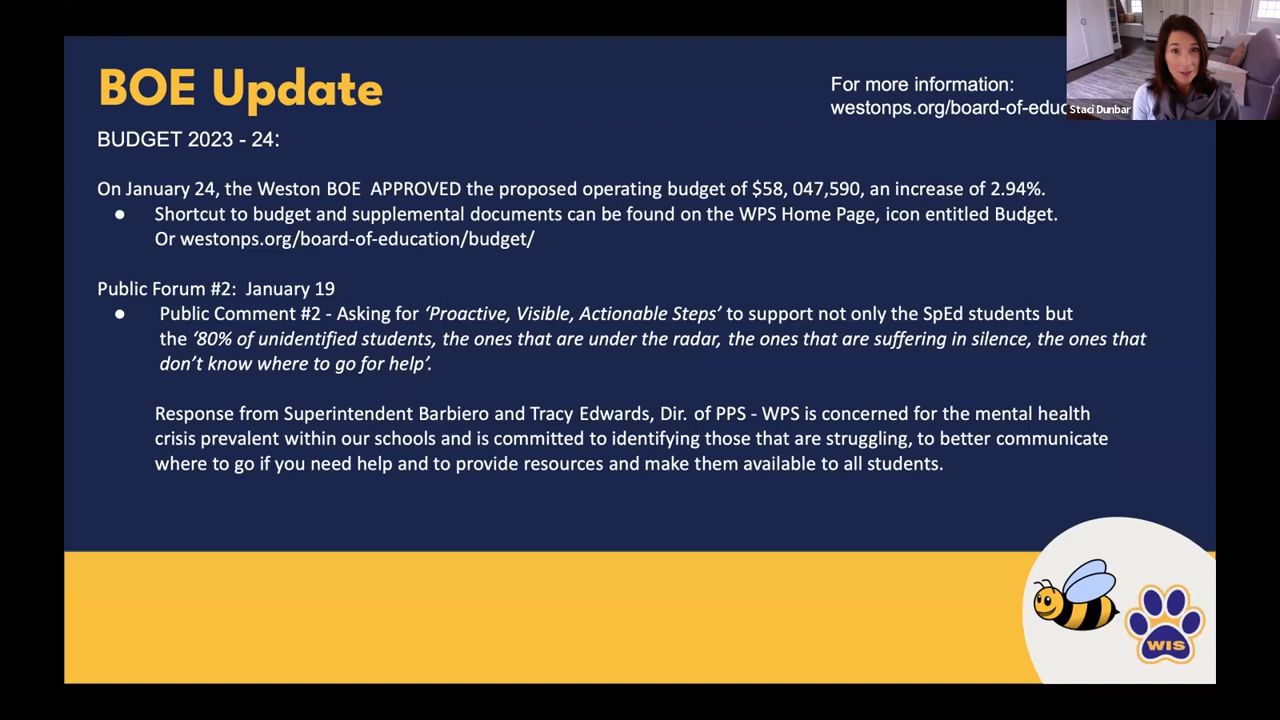 BOE Update
For more information:
westonps.org/board-of-edu
Staci Dunbar
BUDGET 2023 - 24:
On January 24, the Weston BOE APPROVED the proposed operating budget of $58, 047,590, an increase of 2.94%.
● Shortcut to budget and supplemental documents can be found on the WPS Home Page, icon entitled Budget.
Or westonps.org/board-of-education/budget/
Public Forum #2: January 19
● Public Comment #2 - Asking for ‘Proactive, Visible, Actionable Steps’ to support not only the SpEd students but
the ‘80% of unidentified students, the ones that are under the radar, the ones that are suffering in silence, the ones that
don’t know where to go for help’.
Response from Superintendent Barbiero and Tracy Edwards, Dir. of PPS - WPS is concerned for the mental health
crisis prevalent within our schools and is committed to identifying those that are struggling, to better communicate
where to go if you need help and to provide resources and make them available to all students.
WIS